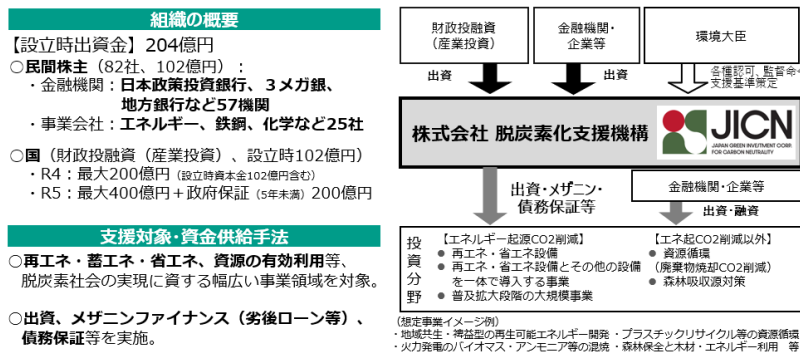 組織の概要
【設立時出資金】204億円
○民間株主（82社、102億円）：
・金融機関：日本政策投資銀行、３メガ銀、
地方銀行など57機関
・事業会社：エネルギー、鉄鋼、化学など25社
○国（財政投融資（産業投資）、設立時102億円）
・R4：最大200億円（設立時資本金102億円含む）
・R5：最大400億円＋政府保証（5年未満）200億円
支援対象･資金供給手法
○再エネ・蓄エネ・省エネ、資源の有効利用等、
脱炭素社会の実現に資する幅広い事業領域を対象。
○出資、メザニンファイナンス（劣後ローン等）、
債務保証等を実施。
財政投融資
（産業投資）
金融機関・
企業等
環境大臣
出資
出資
各種認可、監督命令
支援基準策定
株式会社 脱炭素化支援機構
JICN
JAPAN GREEN INVESTMENT CORP.
FOR CARBON NEUTRALITY
出資・メザニン・
債務保証等
金融機関・企業等
出資・融資
投資分野
【エネルギー起源CO2削減】
● 再エネ・省エネ設備
● 再エネ・省エネ設備とその他の設備
を一体で導入する事業
● 普及拡大段階の大規模事業
【エネ起CO2削減以外】
● 資源循環
（廃棄物焼却CO2削減）
● 森林吸収源対策
（想定事業イメージ例）
・地域共生・裨益型の再生可能エネルギー開発 ・プラスチックリサイクル等の資源循環
・火力発電のバイオマス・アンモニア等の混焼 ・森林保全と木材・エネルギー利用 等